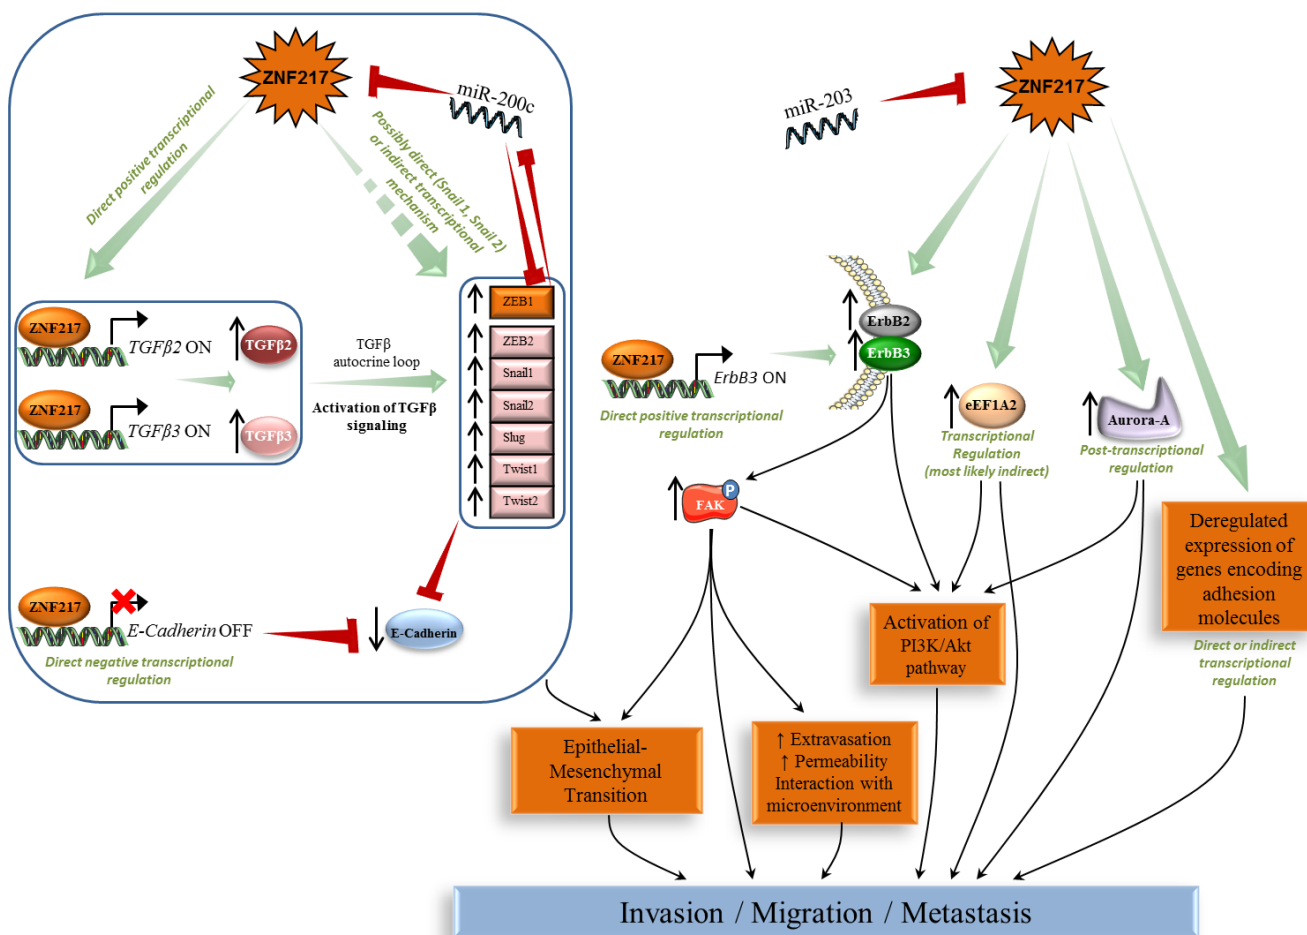 ZNF217
miR-200c
Direct positive transcriptional
regulation
Possibly direct (Snail 1, Snail 2)
or indirect transcriptional
mechanism
ZNF217
TGFβ2 ON
TGFβ2
ZNF217
TGFβ3 ON
TGFβ3
TGFβ
autocrine loop
Activation of TGFβ
signaling
ZEB1
ZEB2
Snail1
Snail2
Slug
Twist1
Twist2
ZNF217
E-Cadherin OFF
Direct negative transcriptional
regulation
E-Cadherin
miR-203
ZNF217
ErbB2
ErbB3
ZNF217
ErbB3 ON
Direct positive transcriptional
regulation
eEF1A2
Transcriptional
Regulation
(most likely indirect)
Aurora-A
Post-transcriptional
regulation
P
FAK
Deregulated
expression of
genes encoding
adhesion
molecules
Direct or indirect
transcriptional
regulation
Activation of
PI3K/Akt
pathway
Epithelial-
Mesenchymal
Transition
↑ Extravasation
↑ Permeability
Interaction with
microenvironment
Invasion / Migration / Metastasis